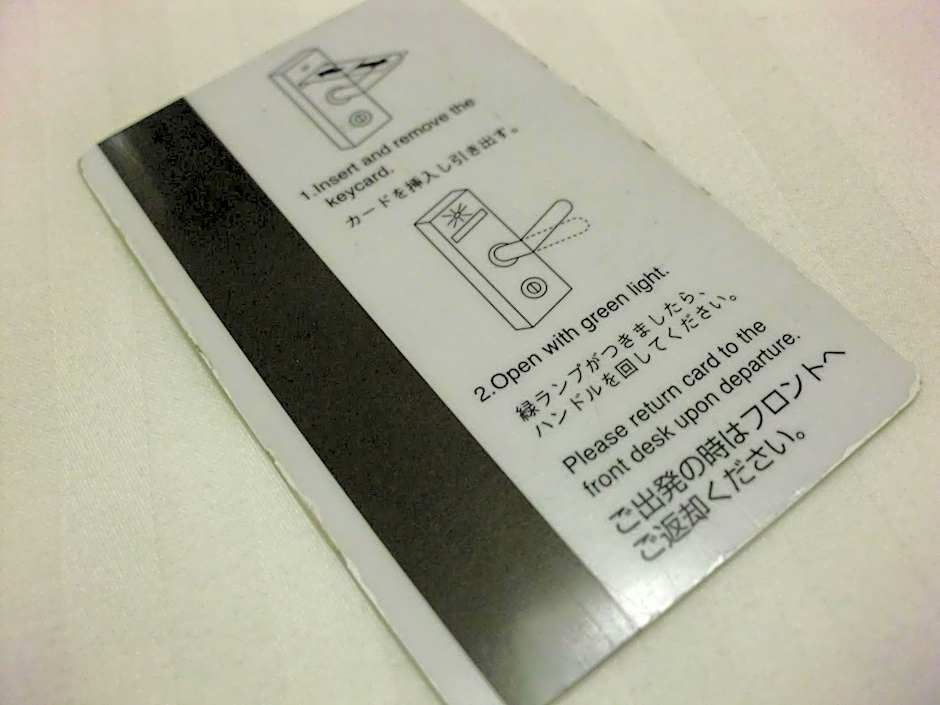 1.Insert and remove the
keycard.
カードを挿入し引き出す。
2.Open with green light.
緑ランプがつきましたら、
ハンドルを回してください。
Please return card to the
front desk upon departure.
ご出発の時はフロントへ
ご返却ください。